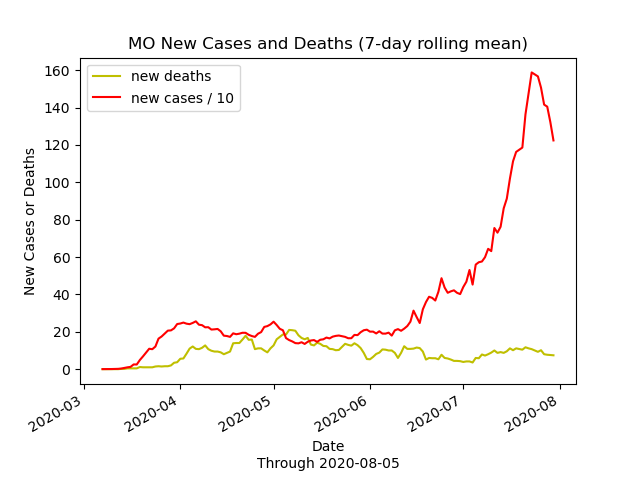 MO New Cases and Deaths (7-day rolling mean)
new deaths
new cases / 10
160
140
120
100
80
60
40
20
0
New Cases or Deaths
2020-03
2020-04
2020-05
2020-06
2020-07
2020-08
Date
Through 2020-08-05